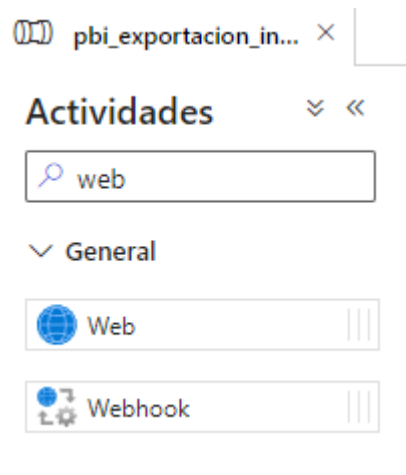 pbi_exportacion_in...
Actividades
web
General
Web
Webhook